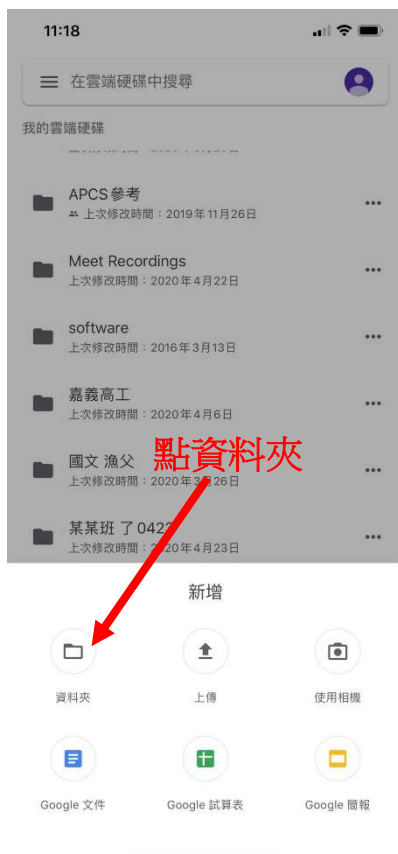 11:18
在雲端硬碟中搜尋
我的雲端硬碟
APCS 參考
上次修改時間：2019年11月26日
Meet Recordings
上次修改時間：2020年4月22日
software
上次修改時間：2016年3月13日
嘉義高工
上次修改時間：2020年4月6日
國文 漁父
點資料夾
上次修改時間：2020年3月26日
某某班 了0422
上次修改時間：2020年4月23日
新增
資料夾
上傳
使用相機
Google 文件
Google 試算表
Google 簡報